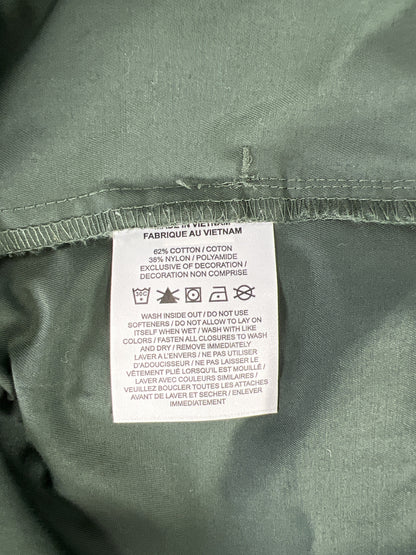 MADE IN VIETNAM
FABRIQUE AU VIETNAM
62% COTTON / COTON
38% NYLON / POLYAMIDE
EXCLUSIVE OF DECORATION /
DECORATION NON COMPRISE
30C
WASH INSIDE OUT / DO NOT USE
SOFTENERS / DO NOT ALLOW TO LAY ON
ITSELF WHEN WET / WASH WITH LIKE
COLORS / FASTEN ALL CLOSURES TO WASH
AND DRY / REMOVE IMMEDIATELY
LAVER A L'ENVERS / NE PAS UTILISER
D'ADOUCISSEUR / NE PAS LAISSER LE
VÊTEMENT PLIÉ LORSQU'IL EST MOUILLÉ /
LAVER AVEC COULEURS SIMILAIRES /
VEUILLEZ BOUCLER TOUTES LES ATTACHES
AVANT DE LAVER ET SECHER / ENLEVER
IMMEDIATEMENT